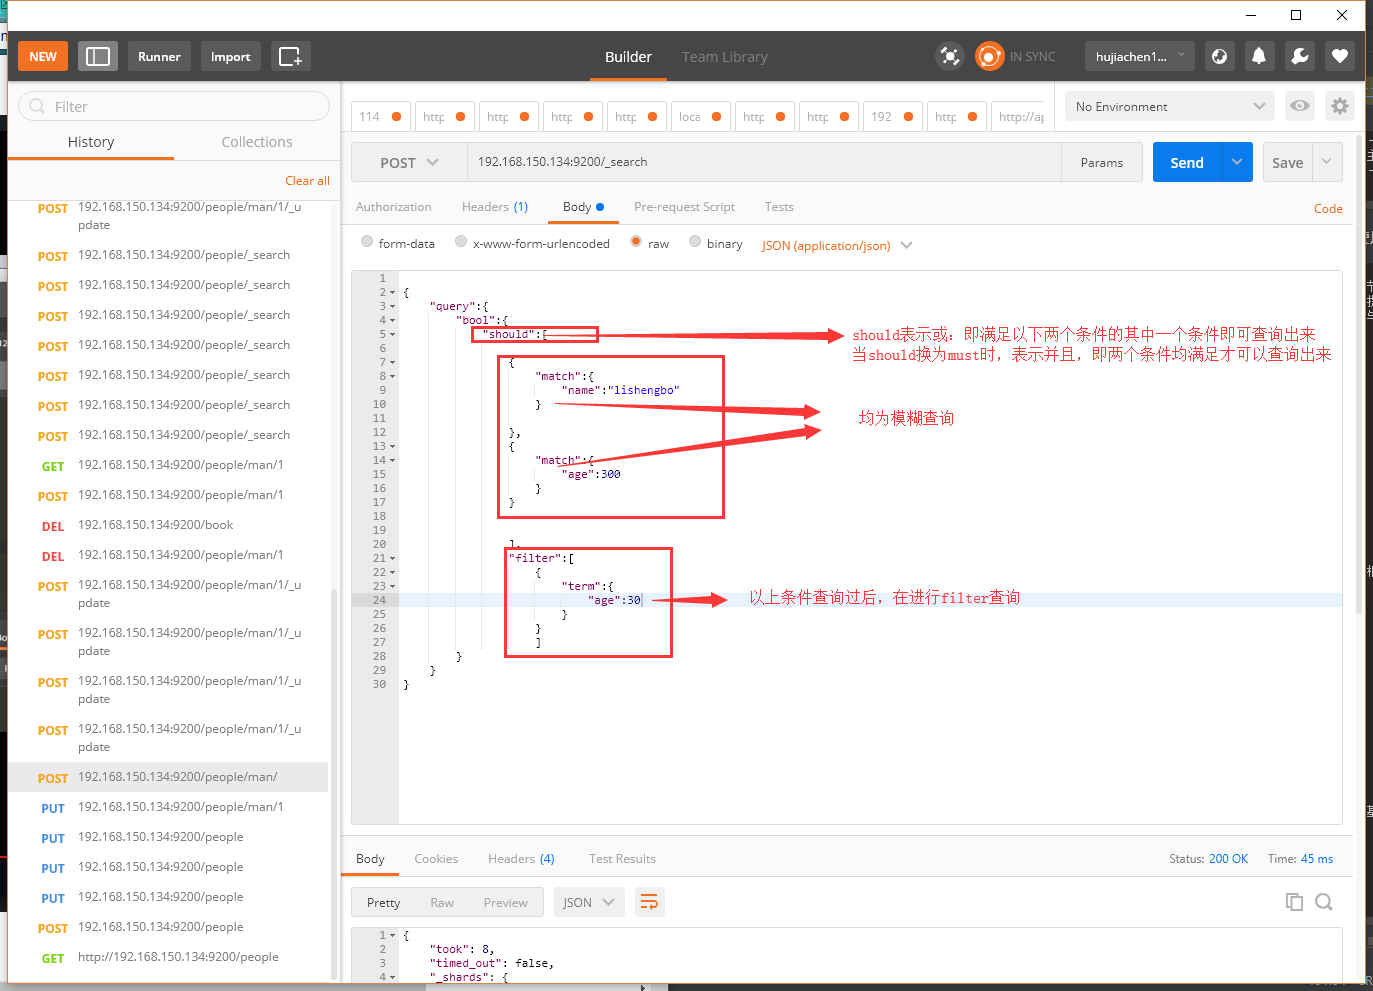 NEW
Runner
Import
Builder
Team Library
IN SYNC
hujiachen1...
Filter
History
Collections
Clear all
POST 192.168.150.134:9200/people/man/1/_u
pdate
POST 192.168.150.134:9200/people/_search
POST 192.168.150.134:9200/people/_search
POST 192.168.150.134:9200/people/_search
POST 192.168.150.134:9200/people/_search
POST 192.168.150.134:9200/people/_search
POST 192.168.150.134:9200/people/_search
POST 192.168.150.134:9200/people/_search
GET 192.168.150.134:9200/people/man/1
POST 192.168.150.134:9200/people/man/1
DEL 192.168.150.134:9200/book
DEL 192.168.150.134:9200/people/man/1
POST 192.168.150.134:9200/people/man/1/_u
pdate
POST 192.168.150.134:9200/people/man/1/_u
pdate
POST 192.168.150.134:9200/people/man/1/_u
pdate
POST 192.168.150.134:9200/people/man/1/_u
pdate
POST 192.168.150.134:9200/people/man/
PUT 192.168.150.134:9200/people/man/1
PUT 192.168.150.134:9200/people
PUT 192.168.150.134:9200/people
PUT 192.168.150.134:9200/people
POST 192.168.150.134:9200/people
GET http://192.168.150.134:9200/people
114
http
http
http
http
loca
http
http
192
http
http://ap
No Environment
POST
192.168.150.134:9200/_search
Params
Send
Save
Authorization
Headers (1)
Body
Pre-request Script
Tests
Code
form-data
x-www-form-urlencoded
raw
binary
JSON (application/json)
1
2 {
3 "query":{
4 "bool":{
5 "should":[
6
7 {
8 "match":{
9 "name":"lishengbo"
10 }
11
12 },
13 {
14 "match":{
15 "age":300
16 }
17 }
18
19
20 ],
21 "filter":[
22 {
23 "term":{
24 "age":30
25 }
26 }
27 ]
28 }
29 }
30 }
should表示或：即满足以下两个条件的其中一个条件即可查询出来
当should换为must时，表示并且，即两个条件均满足才可以查询出来
均为模糊查询
以上条件查询过后，在进行filter查询
Body
Cookies
Headers (4)
Test Results
Status: 200 OK
Time: 45 ms
Pretty
Raw
Preview
JSON
1 {
2 "took": 8,
3 "timed_out": false,
4 "_shards": {